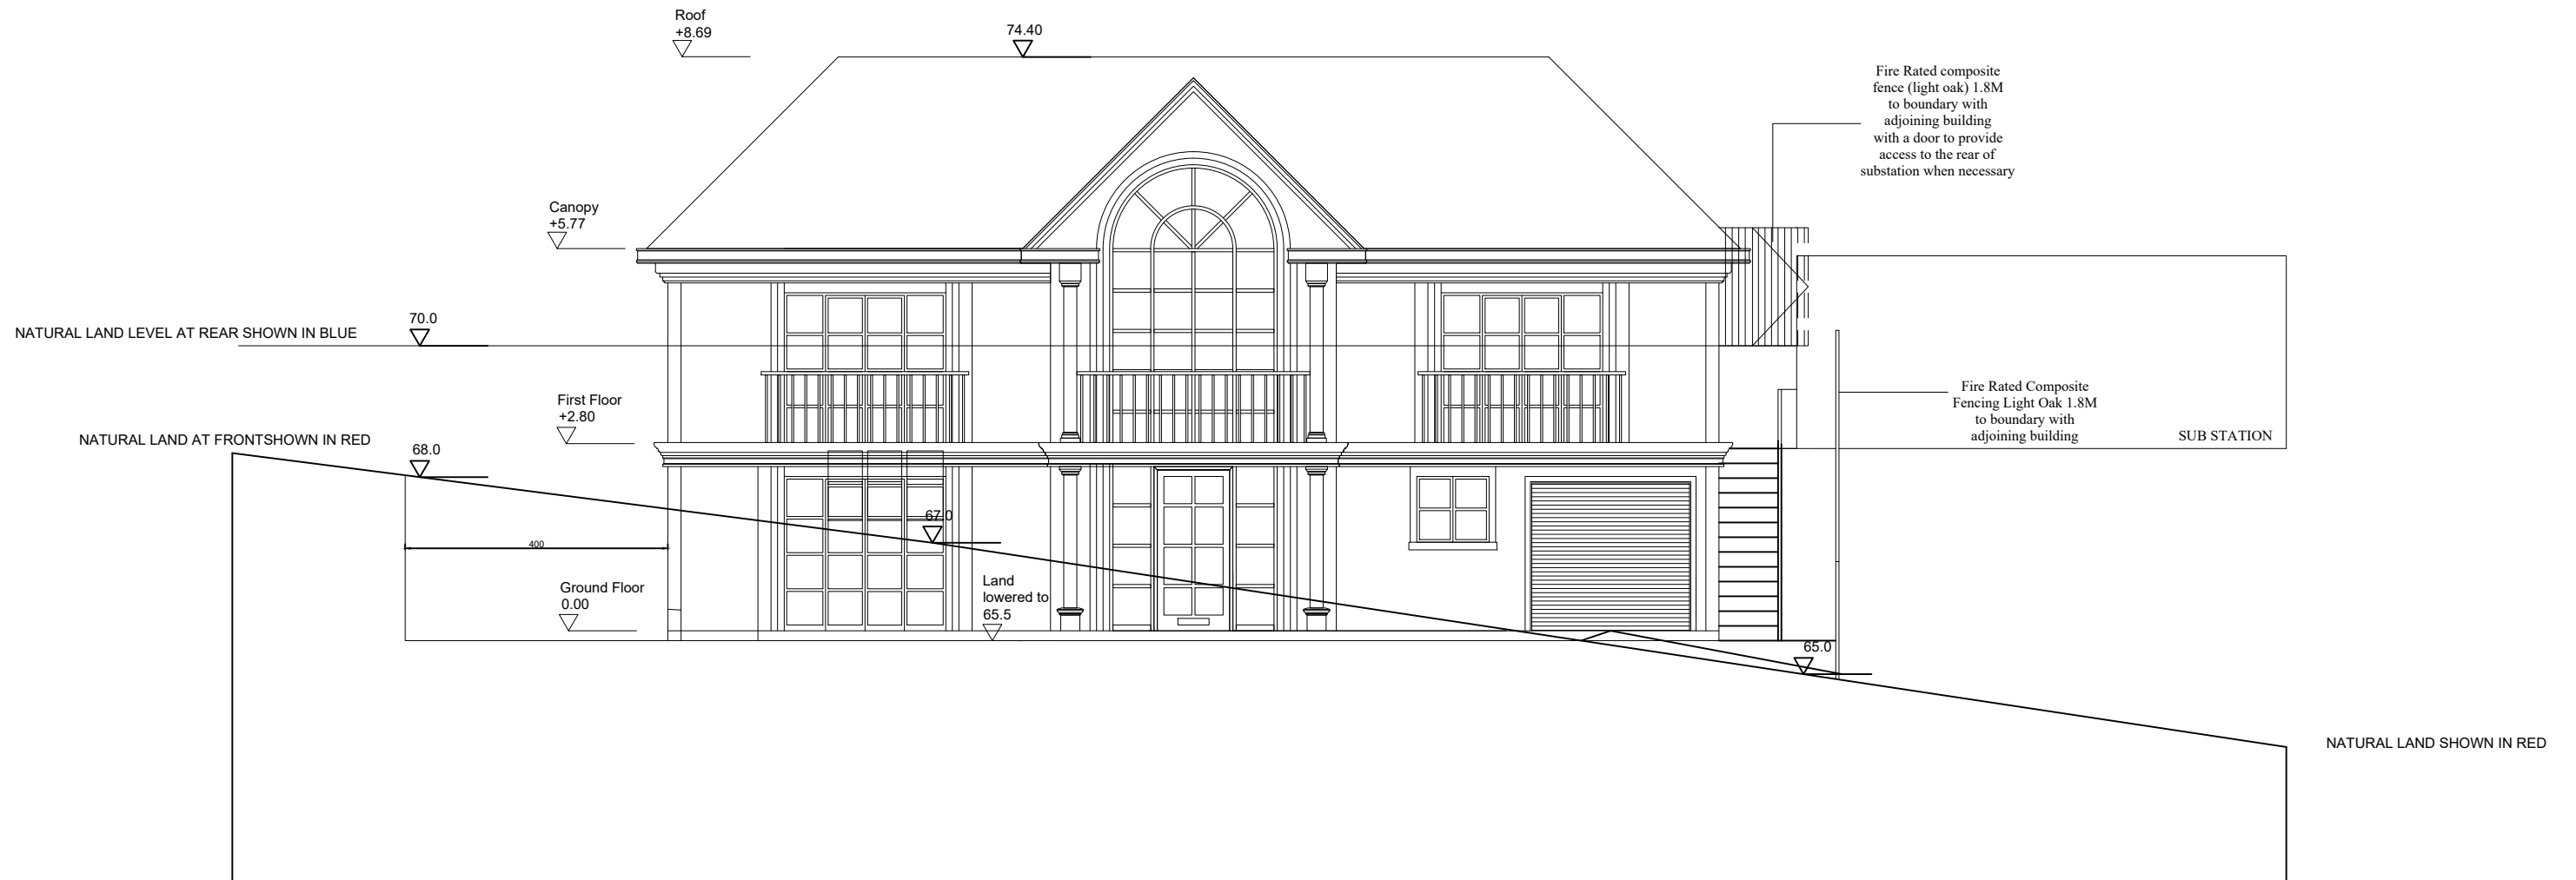 Roof
+8.69
74.40
Fire Rated composite
fence (light oak) 1.8M
to boundary with
adjoining building
with a door to provide
access to the rear of
substation when necessary
Canopy
+5.77
70.0
NATURAL LAND LEVEL AT REAR SHOWN IN BLUE
First Floor
+2.80
Fire Rated Composite
Fencing Light Oak 1.8M
to boundary with
adjoining building
SUB STATION
NATURAL LAND AT FRONTSHOWN IN RED
68.0
67.0
400
Ground Floor
0.00
Land
lowered to
65.5
65.0
NATURAL LAND SHOWN IN RED